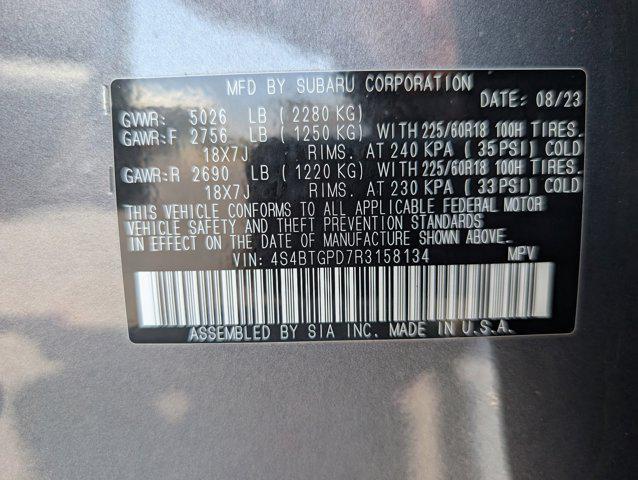 MFD BY SUBARU CORPORATION
DATE: 08/23
GVWR: 5026 LB ( 2280 KG)
GAWR:F 2756 LB ( 1250 KG) WITH 225/60R18 100H TIRES.
18X7J RIMS. AT 240 KPA ( 35 PSI) COLD
GAWR:R 2690 LB ( 1220 KG) WITH 225/60R18 100H TIRES.
18X7J RIMS. AT 230 KPA ( 33 PSI) COLD
THIS VEHICLE CONFORMS TO ALL APPLICABLE FEDERAL MOTOR
VEHICLE SAFETY AND THEFT PREVENTION STANDARDS
IN EFFECT ON THE DATE OF MANUFACTURE SHOWN ABOVE.
VIN: 4S4BTGPD7R3158134 MPV
ASSEMBLED BY SIA INC. MADE IN U.S.A.